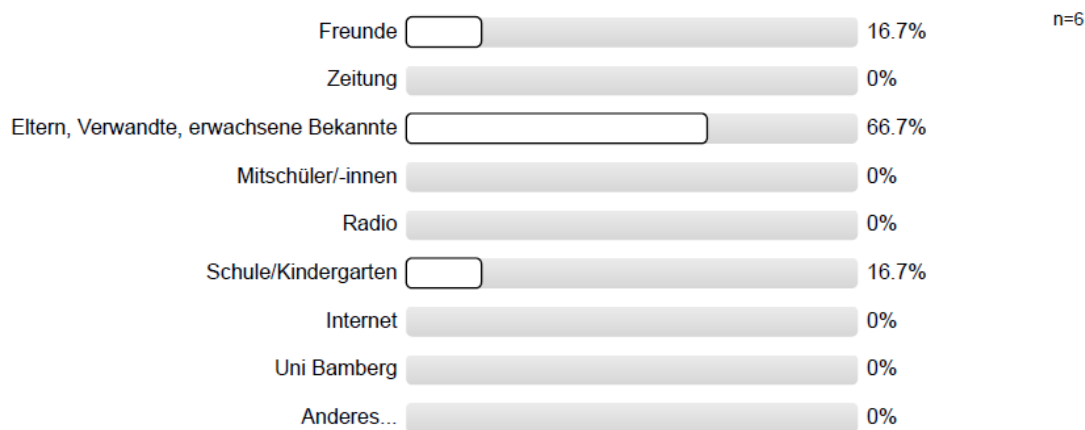 n=6
Freunde 16.7%
Zeitung 0%
Eltern, Verwandte, erwachsene Bekannte 66.7%
Mitschüler/-innen 0%
Radio 0%
Schule/Kindergarten 16.7%
Internet 0%
Uni Bamberg 0%
Anderes... 0%